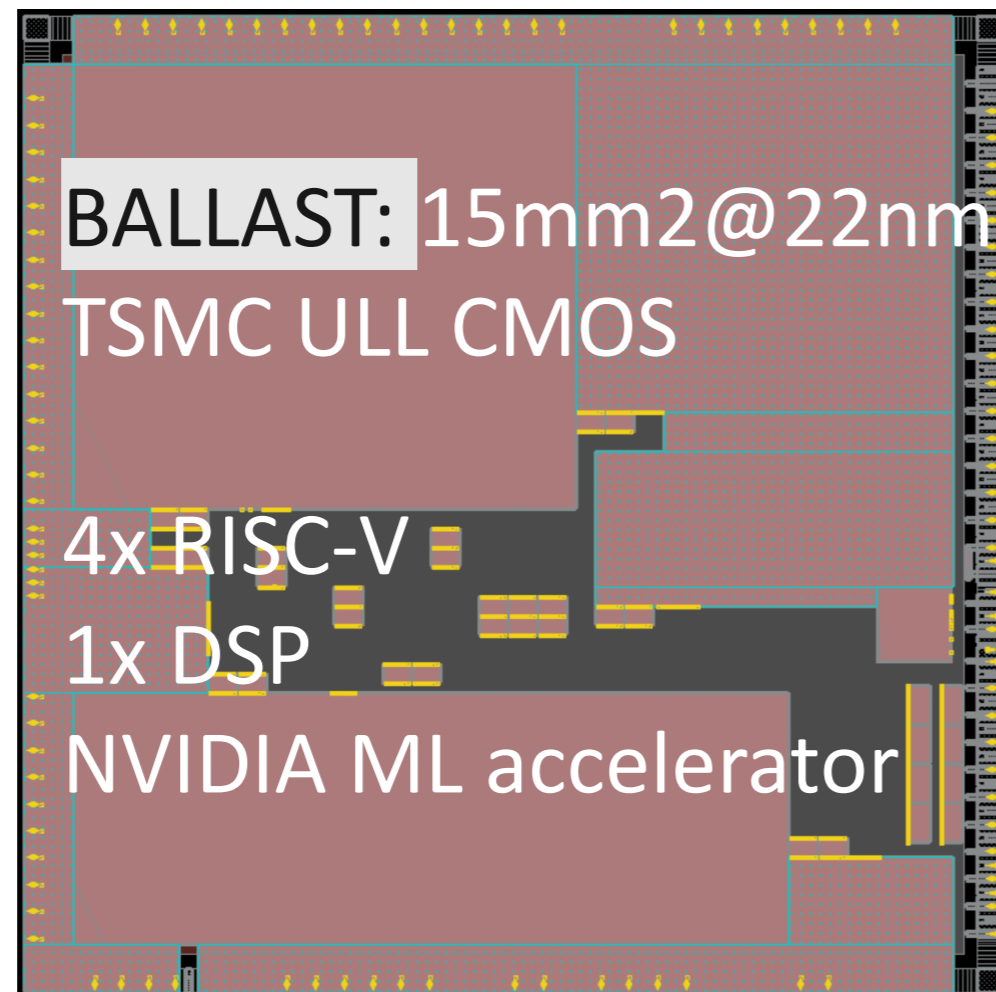 BALLAST: 15mm2@22nm
TSMC ULL CMOS
4x RISC-V
1x DSP
NVIDIA ML accelerator